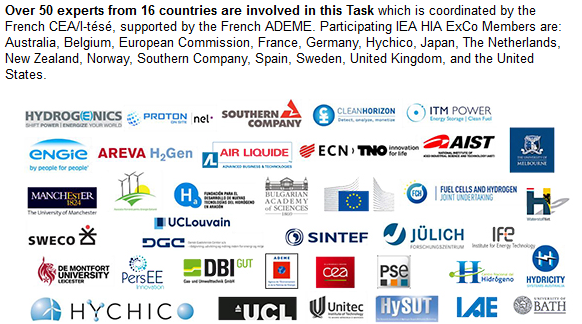 Over 50 experts from 16 countries are involved in this Task which is coordinated by the
French CEA/I-tésé, supported by the French ADEME. Participating IEA HIA ExCo Members are:
Australia, Belgium, European Commission, France, Germany, Hychico, Japan, The Netherlands,
New Zealand, Norway, Southern Company, Spain, Sweden, United Kingdom, and the United
States.
HYDROGENICS
SHIFT POWER | ENERGIZE YOUR WORLD
PROTON
ON SITE
nel•
SOUTHERN
COMPANY
CLEANHORIZON
Detect, analyze, monetize
ITM POWER
Energy Storage | Clean Fuel
ENGIE
by people for people
AREVA H2Gen
AIR LIQUIDE
ADVANCED BUSINESS & TECHNOLOGIES
ECN
TNO innovation
for life
AIST
NATIONAL INSTITUTE OF
ADVANCED INDUSTRIAL SCIENCE AND TECHNOLOGY (AIST)
THE UNIVERSITY OF
MELBOURNE
MANCHESTER
1824
The University of Manchester
FUNDACIÓN PARA EL
DESARROLLO DE NUEVAS
TECNOLOGÍAS DEL HIDRÓGENO
EN ARAGÓN
BULGARIAN
ACADEMY
of SCIENCES
1869
FCH
FUEL CELLS AND HYDROGEN
JOINT UNDERTAKING
UCLouvain
SWECO
DGC
SINTEF
JÜLICH
FORSCHUNGSZENTRUM
IFE
Institute for Energy Technology
HYDRICITY
DE MONTFORT
UNIVERSITY
LEICESTER
PersEE
Innovation
DBI GUT
Gas- und Umwelttechnik GmbH
ADEME
cea
PSE
Hidrógeno
HYCHICO
UCL
Unitec
Institute of Technology
HySUT
IAE
UNIVERSITY OF
BATH